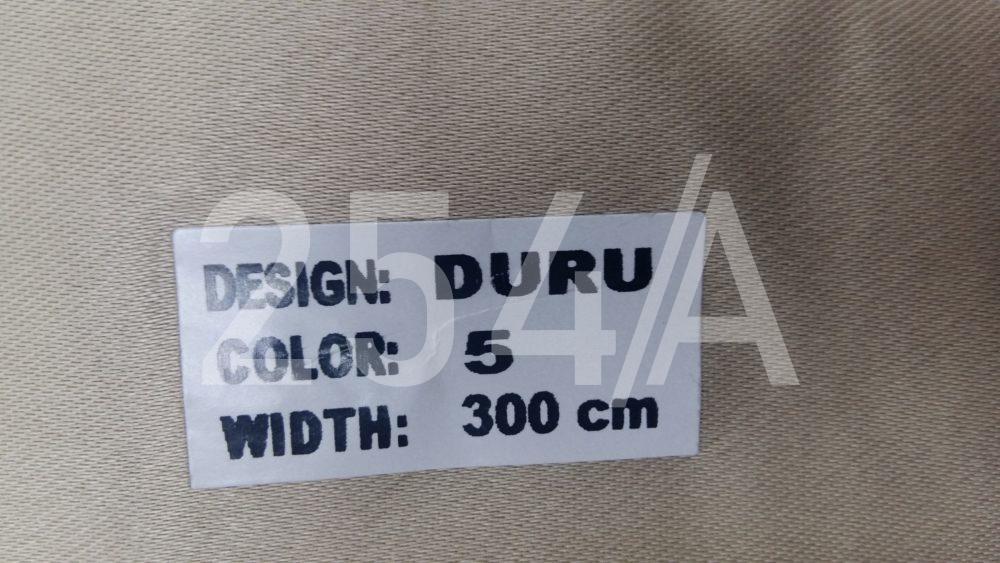 254/A
DESIGN: DURU
COLOR: 5
WIDTH: 300 cm